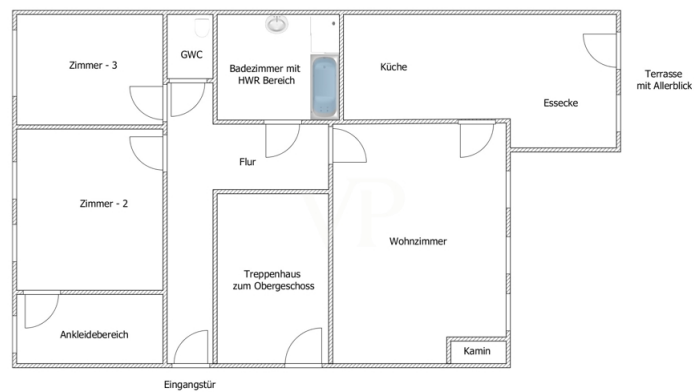 Zimmer - 3
GWC
Badezimmer mit
HWR Bereich
Küche
Essecke
Terrasse
mit Allerblick
Flur
Zimmer - 2
VP
Wohnzimmer
Treppenhaus
zum Obergeschoss
Ankleidebereich
Kamin
Eingangstür